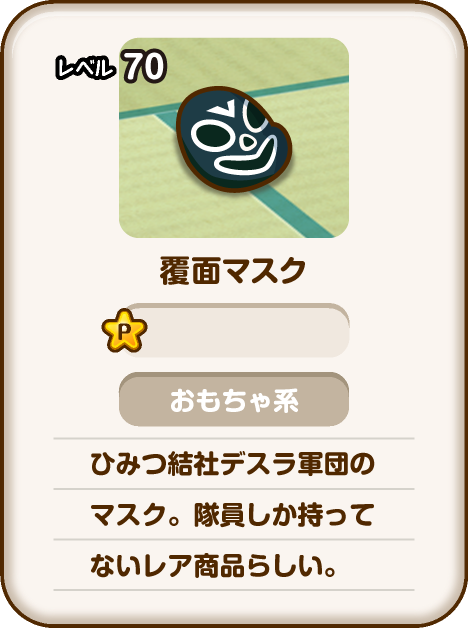 レベル 70
覆面マスク
P
おもちゃ系
ひみつ結社デスラ軍団の
マスク。隊員しか持って
ないレア商品らしい。